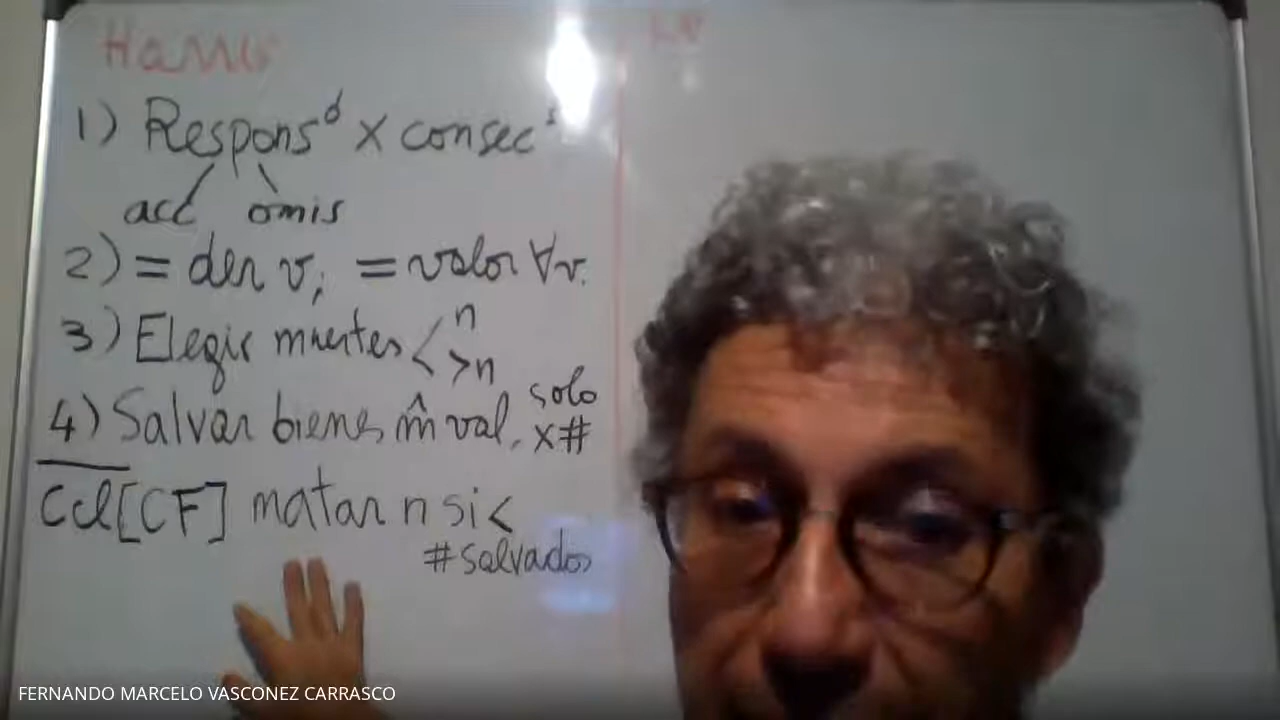 Harris
1) Respons^d x consec^s
acc omis
2) = der v, = valor ∀v.
3) Elegir muertes < n
>n
4) Salvar bienes m̂ val. solo
x#
Ccl [CF] matar n si <
#salvados
FERNANDO MARCELO VASCONEZ CARRASCO